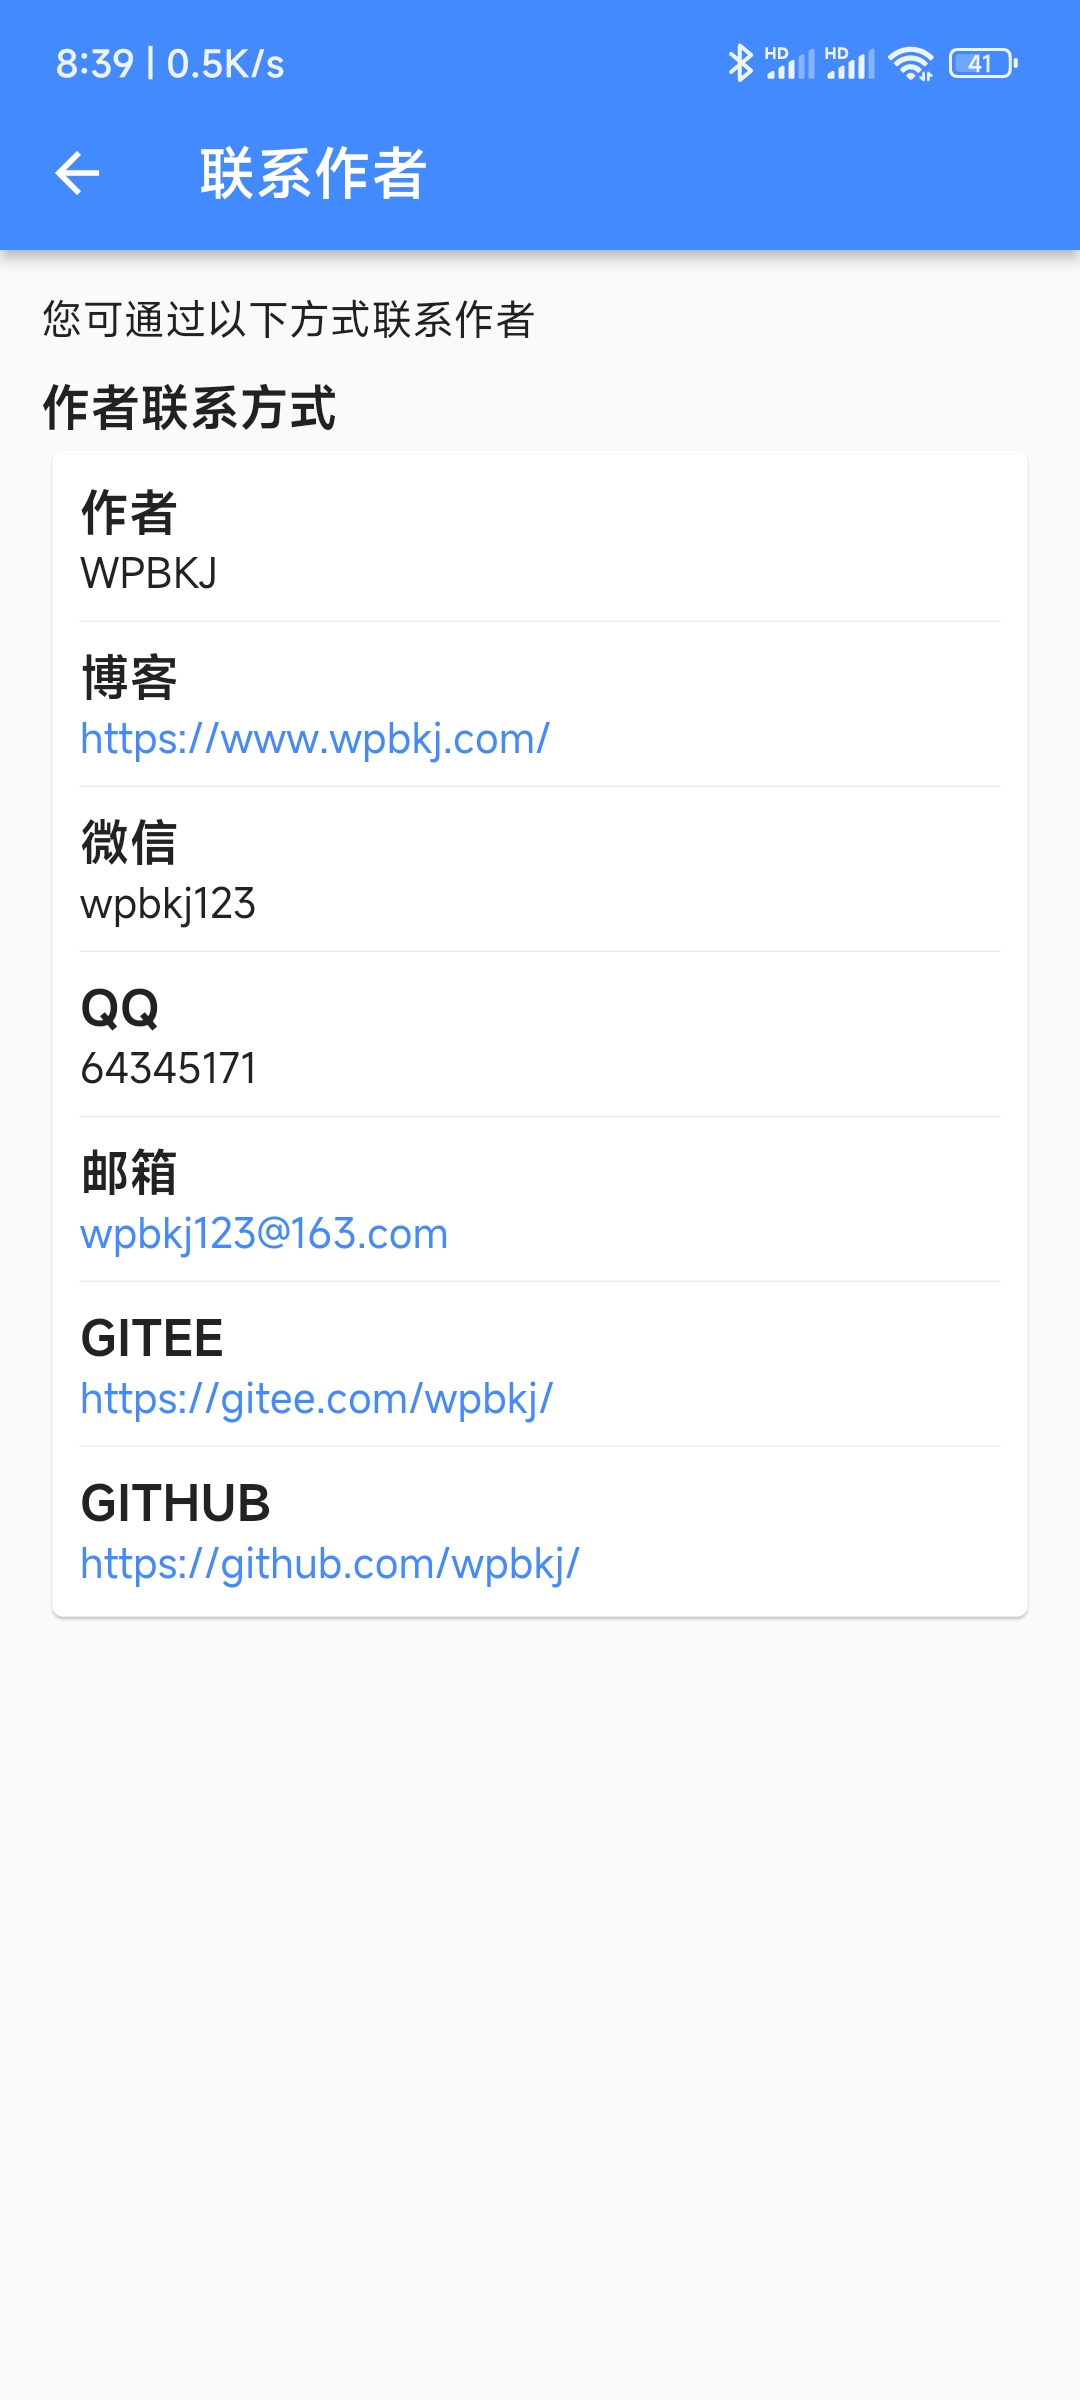 8:39 | 0.5K/s
HD HD 41
联系作者
您可通过以下方式联系作者
作者联系方式
作者
WPBKJ
博客
https://www.wpbkj.com/
微信
wpbkj123
QQ
64345171
邮箱
wpbkj123@163.com
GITEE
https://gitee.com/wpbkj/
GITHUB
https://github.com/wpbkj/